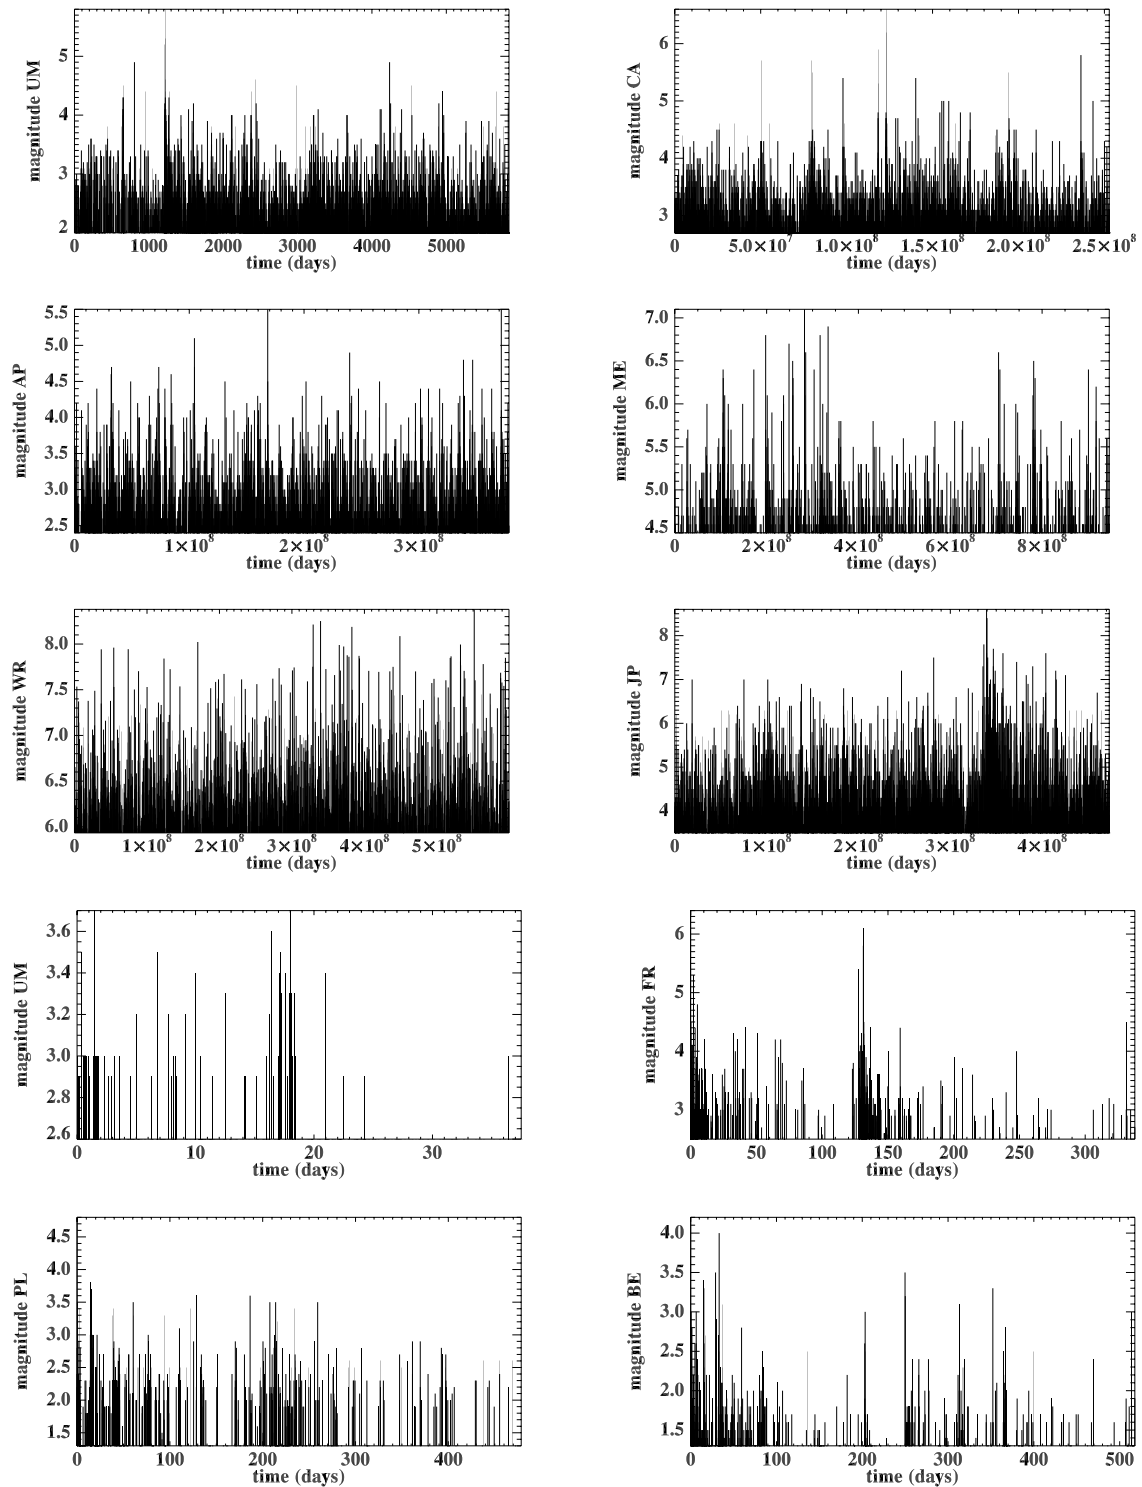 magnitude UM
5
4
3
2
0 1000 2000 3000 4000 5000
time (days)
magnitude CA
6
5
4
3
0 5.0×10⁷ 1.0×10⁸ 1.5×10⁸ 2.0×10⁸ 2.5×10⁸
time (days)
magnitude AP
5.5
5.0
4.5
4.0
3.5
3.0
2.5
0 1×10⁸ 2×10⁸ 3×10⁸
time (days)
magnitude ME
7.0
6.5
6.0
5.5
5.0
4.5
0 2×10⁸ 4×10⁸ 6×10⁸ 8×10⁸
time (days)
magnitude WR
8.0
7.5
7.0
6.5
6.0
0 1×10⁸ 2×10⁸ 3×10⁸ 4×10⁸ 5×10⁸
time (days)
magnitude JP
8
7
6
5
4
0 1×10⁸ 2×10⁸ 3×10⁸ 4×10⁸
time (days)
magnitude UM
3.6
3.4
3.2
3.0
2.8
2.6
0 10 20 30
time (days)
magnitude FR
6
5
4
3
0 50 100 150 200 250 300
time (days)
magnitude PL
4.5
4.0
3.5
3.0
2.5
2.0
1.5
0 100 200 300 400
time (days)
magnitude BE
4.0
3.5
3.0
2.5
2.0
1.5
0 100 200 300 400 500
time (days)